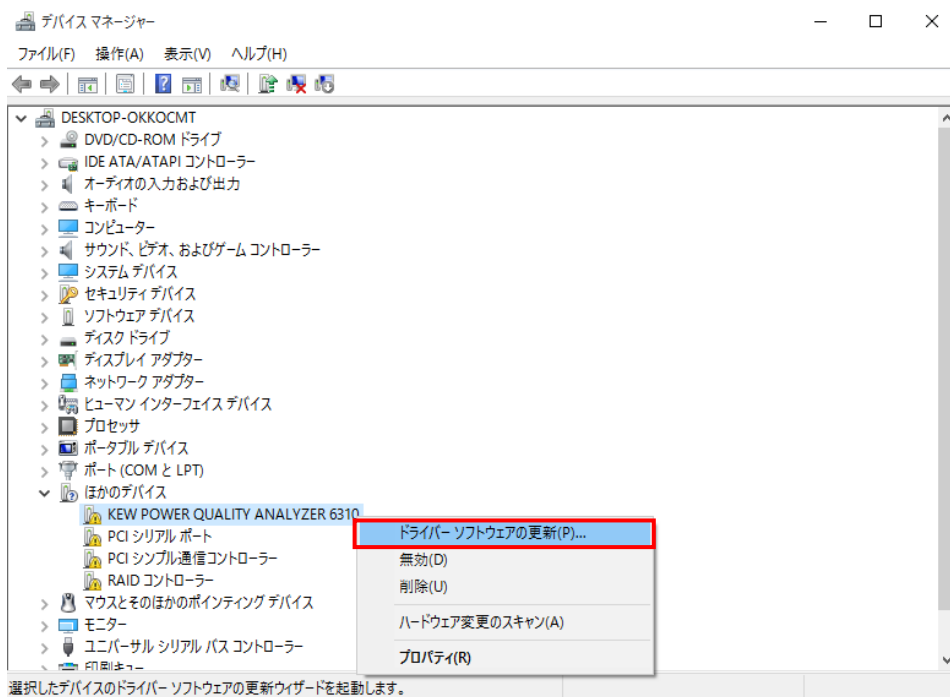 デバイス マネージャー
ファイル(F) 操作(A) 表示(V) ヘルプ(H)
DESKTOP-OKKOCMT
DVD/CD-ROM ドライブ
IDE ATA/ATAPI コントローラー
オーディオの入力および出力
キーボード
コンピューター
サウンド、ビデオ、およびゲーム コントローラー
システム デバイス
セキュリティ デバイス
ソフトウェア デバイス
ディスク ドライブ
ディスプレイ アダプター
ネットワーク アダプター
ヒューマン インターフェイス デバイス
プロセッサ
ポータブル デバイス
ポート (COM と LPT)
ほかのデバイス
KEW POWER QUALITY ANALYZER 6310
PCI シリアル ポート
PCI シンプル通信コントローラー
RAID コントローラー
マウスとそのほかのポインティング デバイス
モニター
ユニバーサル シリアル バス コントローラー
印刷キュー
ドライバー ソフトウェアの更新(P)...
無効(D)
削除(U)
ハードウェア変更のスキャン(A)
プロパティ(R)
選択したデバイスのドライバー ソフトウェアの更新ウィザードを起動します。